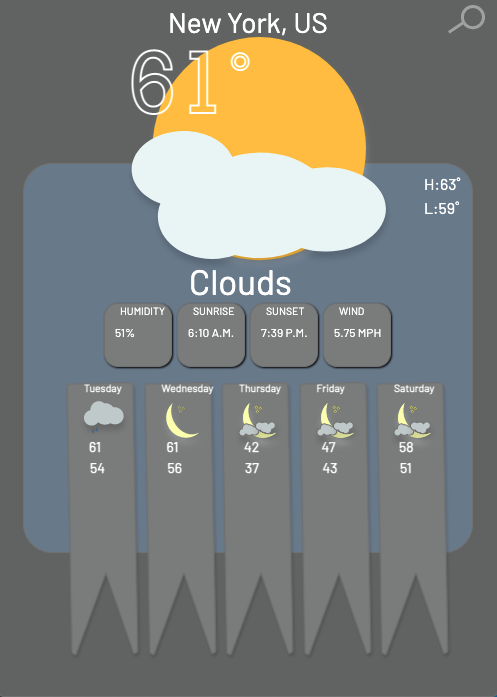 New York, US
61°
H:63°
L:59°
Clouds
HUMIDITY
51%
SUNRISE
6:10 A.M.
SUNSET
7:39 P.M.
WIND
5.75 MPH
Tuesday
61
54
Wednesday
61
56
Thursday
42
37
Friday
47
43
Saturday
58
51